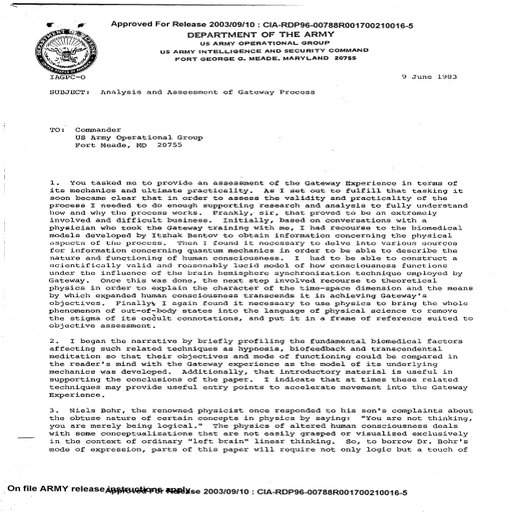 Approved For Release 2003/09/10 : CIA-RDP96-00788R001700210016-5
DEPARTMENT OF THE ARMY
US ARMY OPERATIONAL GROUP
US ARMY INTELLIGENCE AND SECURITY COMMAND
FORT GEORGE G. MEADE, MARYLAND 20755
IAGPC-O
9 June 1983
SUBJECT: Analysis and Assessment of Gateway Process
TO: Commander
US Army Operational Group
Fort Meade, MD 20755
1. You tasked me to provide an assessment of the Gateway Experience in terms of
its mechanics and ultimate practicality. As I set out to fulfill that tasking it
soon became clear that in order to assess the validity and practicality of the
process I needed to do enough supporting research and analysis to fully understand
how and why the process works. Frankly, sir, that proved to be an extremely
involved and difficult business. Initially, based on conversations with a
physician who took the Gateway training with me, I had recourse to the biomedical
models developed by Itzhak Bentov to obtain information concerning the physical
aspects of the process. Then I found it necessary to delve into various sources
for information concerning quantum mechanics in order to be able to describe the
nature and functioning of human consciousness. I had to be able to construct a
scientifically valid and reasonably lucid model of how consciousness functions
under the influence of the brain hemisphere synchronization technique employed by
Gateway. Once this was done, the next step involved recourse to theoretical
physics in order to explain the character of the time-space dimension and the means
by which expanded human consciousness transcends it in achieving Gateway's
objectives. Finally, I again found it necessary to use physics to bring the whole
phenomenon of out-of-body states into the language of physical science to remove
the stigma of its occult connotations, and put it in a frame of reference suited to
objective assessment.
2. I began the narrative by briefly profiling the fundamental biomedical factors
affecting such related techniques as hypnosis, biofeedback and transcendental
meditation so that their objectives and mode of functioning could be compared in
the reader's mind with the Gateway experience as the model of its underlying
mechanics was developed. Additionally, that introductory material is useful in
supporting the conclusions of the paper. I indicate that at times these related
techniques may provide useful entry points to accelerate movement into the Gateway
Experience.
3. Niels Bohr, the renowned physicist once responded to his son's complaints about
the obtuse nature of certain concepts in physics by saying: "You are not thinking,
you are merely being logical." The physics of altered human consciousness deals
with some conceptualizations that are not easily grasped or visualized exclusively
in the context of ordinary "left brain" linear thinking. So, to borrow Dr. Bohr's
mode of expression, parts of this paper will require not only logic but a touch of
On file ARMY release instructions apply.
Approved For Release 2003/09/10 : CIA-RDP96-00788R001700210016-5